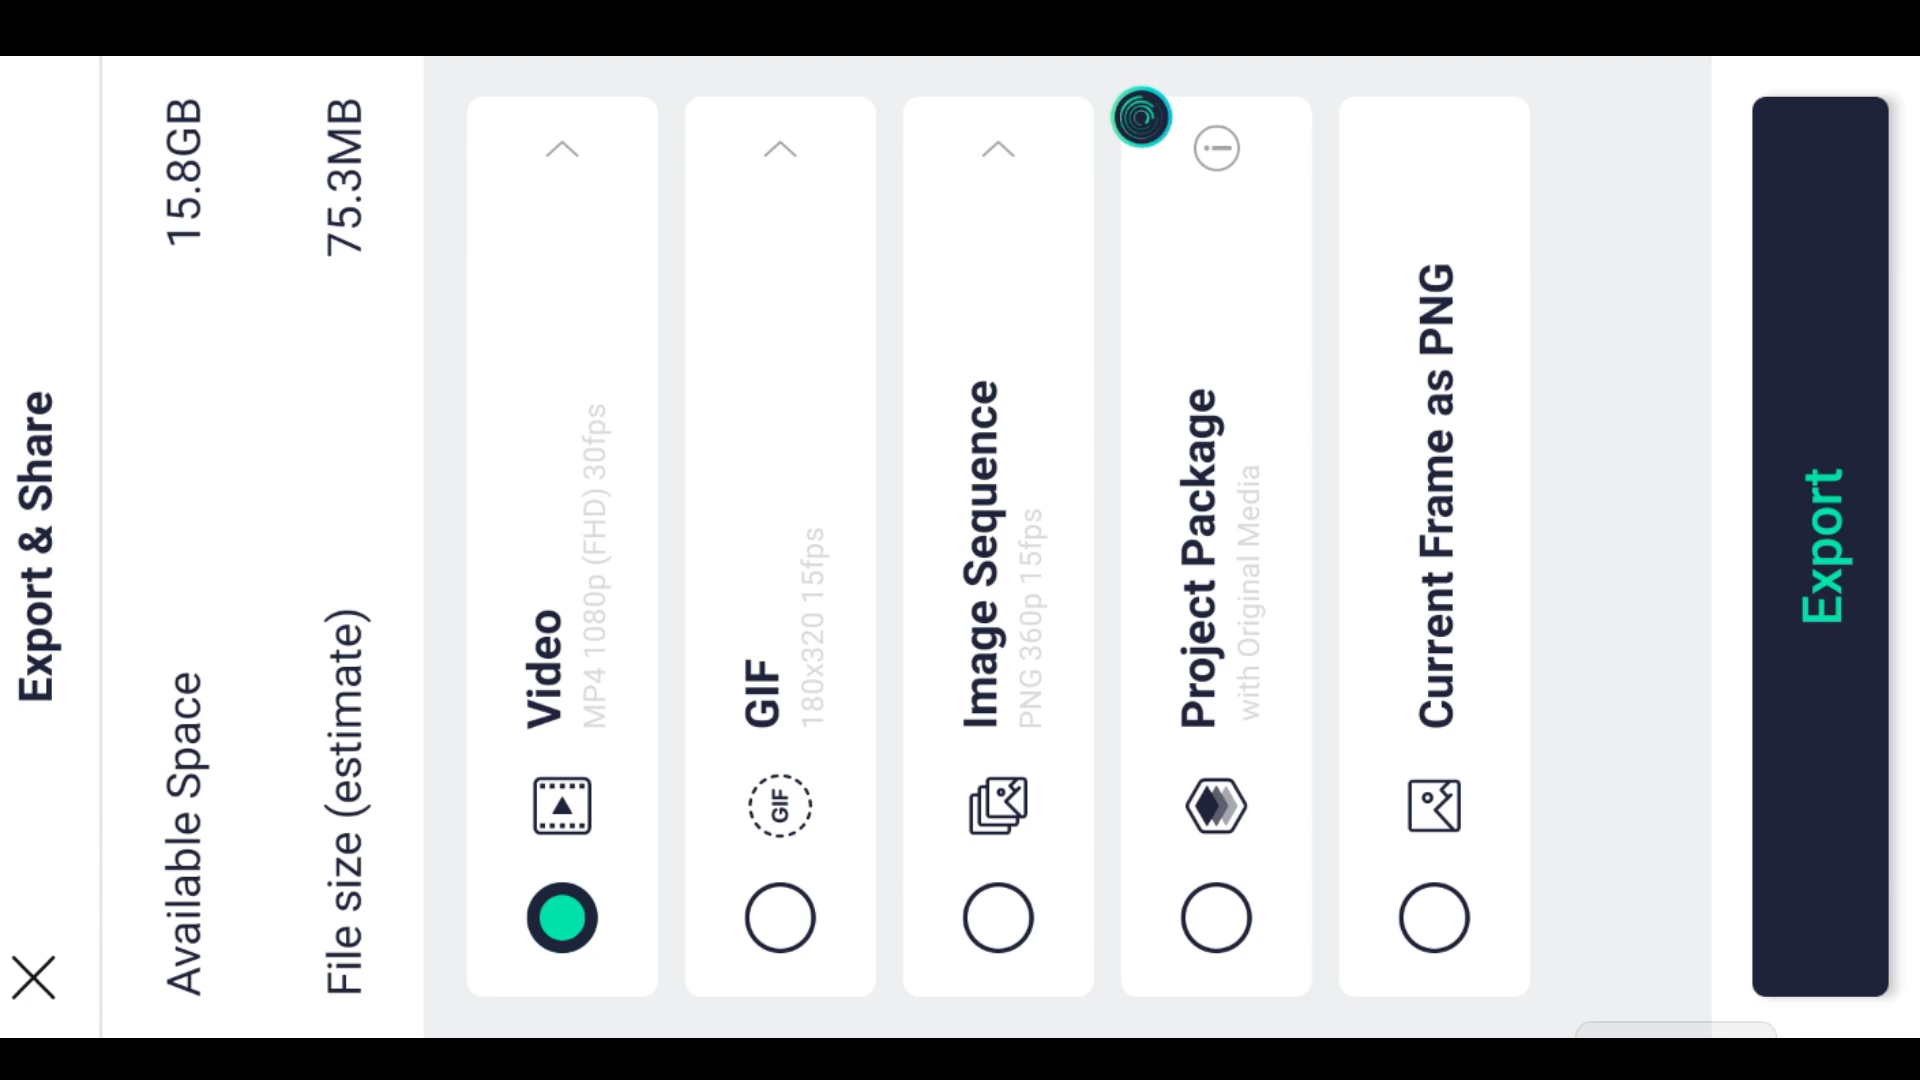 Export & Share
Available Space 15.8GB
File size (estimate) 75.3MB
Video
MP4 1080p (FHD) 30fps
GIF
GIF
180x320 15fps
Image Sequence
PNG 360p 15fps
Project Package
with Original Media
Current Frame as PNG
Export